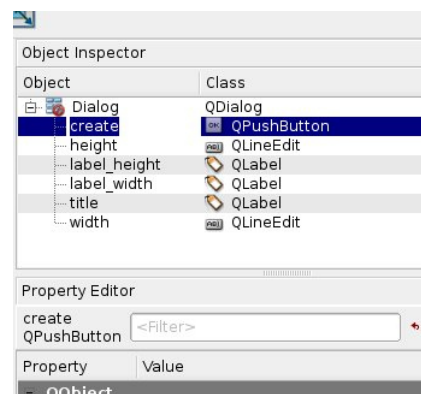 Object Inspector
Object Class
Dialog QDialog
create QPushButton
height QLineEdit
label_height QLabel
label_width QLabel
title QLabel
width QLineEdit
Property Editor
create
QPushButton <Filter>
Property Value
QObject